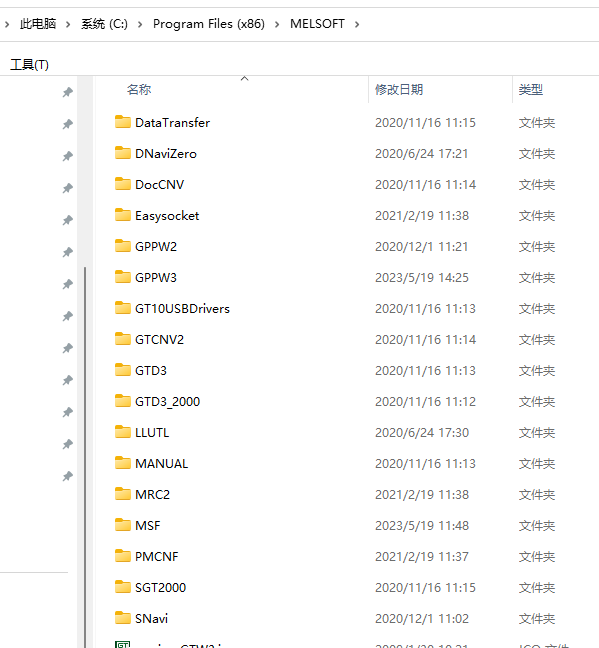 此电脑 系统 (C:) Program Files (x86) MELSOFT
工具(T)
名称 修改日期 类型
DataTransfer 2020/11/16 11:15 文件夹
DNaviZero 2020/6/24 17:21 文件夹
DocCNV 2020/11/16 11:14 文件夹
Easysocket 2021/2/19 11:38 文件夹
GPPW2 2020/12/1 11:21 文件夹
GPPW3 2023/5/19 14:25 文件夹
GT10USBDrivers 2020/11/16 11:13 文件夹
GTCNV2 2020/11/16 11:14 文件夹
GTD3 2020/11/16 11:13 文件夹
GTD3_2000 2020/11/16 11:12 文件夹
LLUTL 2020/6/24 17:30 文件夹
MANUAL 2020/11/16 11:13 文件夹
MRC2 2021/2/19 11:38 文件夹
MSF 2023/5/19 11:48 文件夹
PMCNF 2021/2/19 11:37 文件夹
SGT2000 2020/11/16 11:15 文件夹
SNavi 2020/12/1 11:02 文件夹